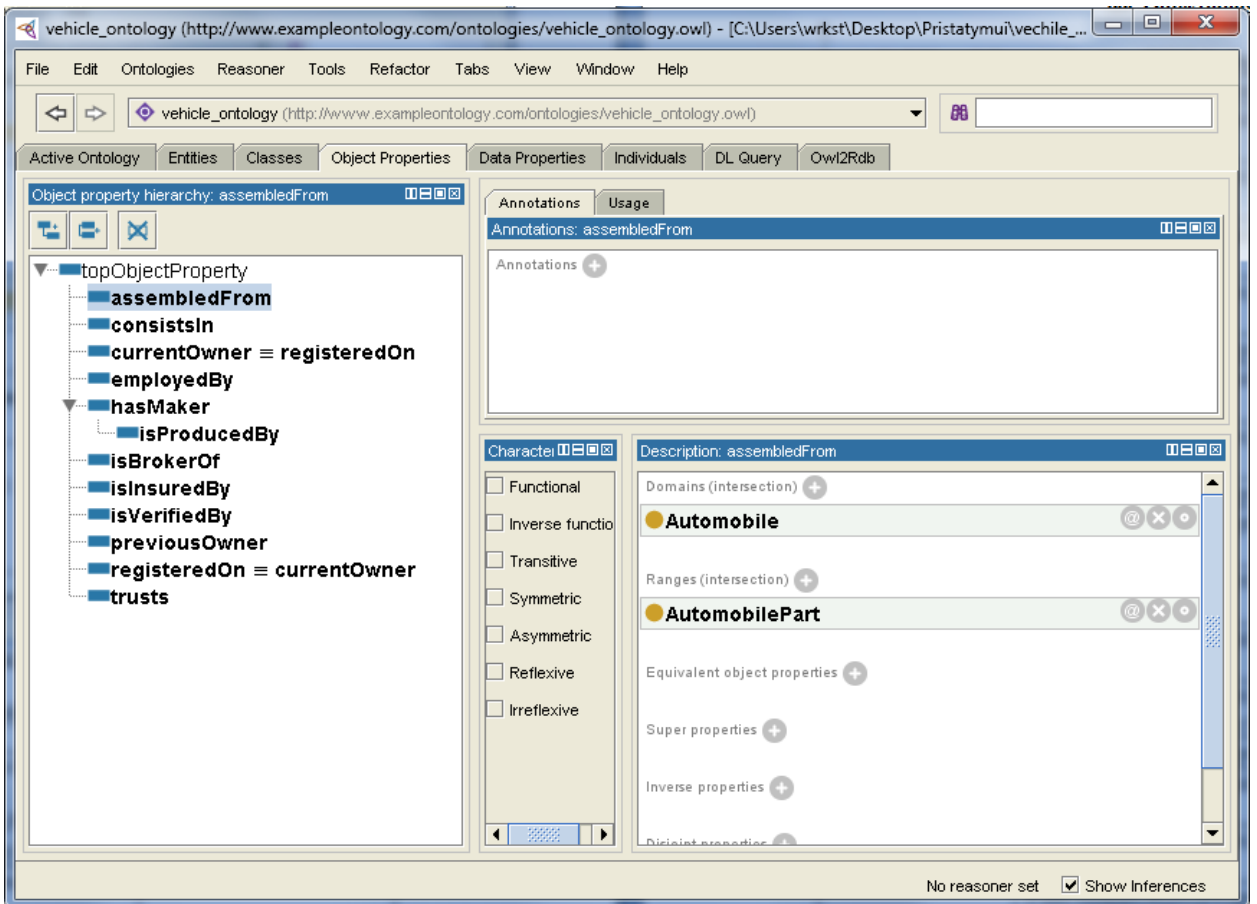 vehicle_ontology (http://www.exampleontology.com/ontologies/vehicle_ontology.owl) - [C:\Users\wrkst\Desktop\Pristatymui\vechile_...
File Edit Ontologies Reasoner Tools Refactor Tabs View Window Help
vehicle_ontology (http://www.exampleontology.com/ontologies/vehicle_ontology.owl)
Active Ontology Entities Classes Object Properties Data Properties Individuals DL Query Owl2Rdb
Object property hierarchy: assembledFrom
topObjectProperty
assembledFrom
consistsIn
currentOwner ≡ registeredOn
employedBy
hasMaker
isProducedBy
isBrokerOf
isInsuredBy
isVerifiedBy
previousOwner
registeredOn ≡ currentOwner
trusts
Annotations Usage
Annotations: assembledFrom
Annotations
Character
Functional
Inverse functio
Transitive
Symmetric
Asymmetric
Reflexive
Irreflexive
Description: assembledFrom
Domains (intersection)
Automobile
Ranges (intersection)
AutomobilePart
Equivalent object properties
Super properties
Inverse properties
Disjoint properties
No reasoner set Show Inferences